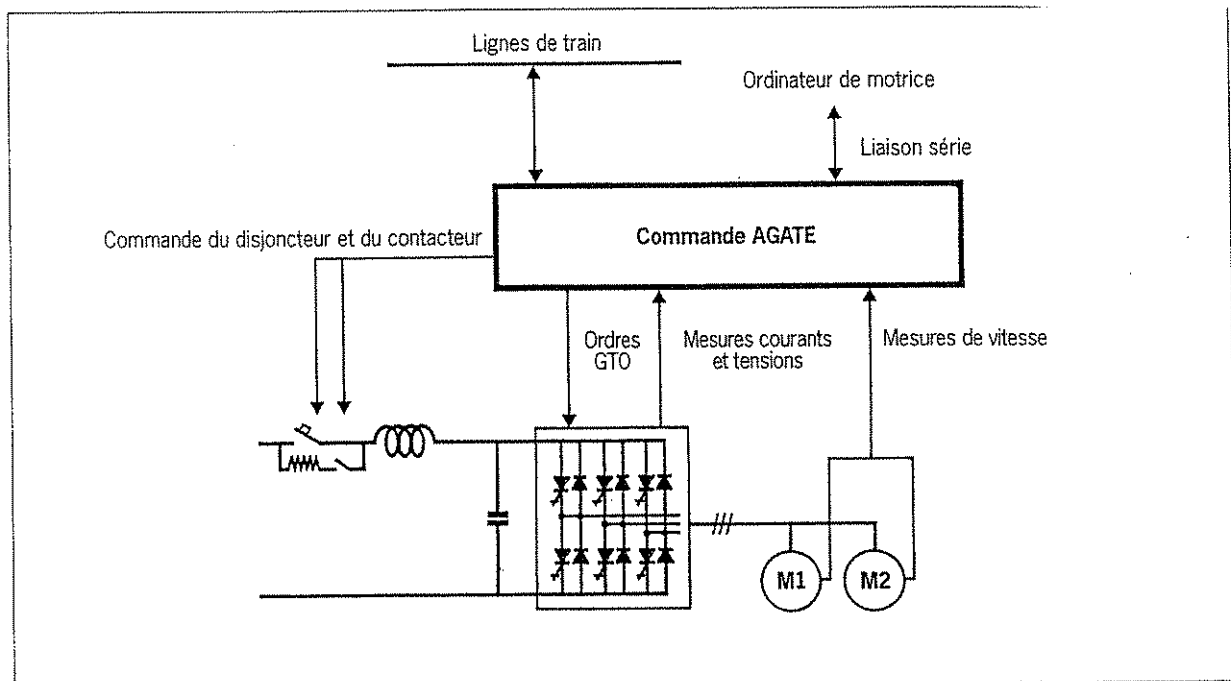 Lignes de train
Ordinateur de motrice
Liaison série
Commande du disjoncteur et du contacteur
Commande AGATE
Ordres
GTO
Mesures courants
et tensions
Mesures de vitesse
M1
M2